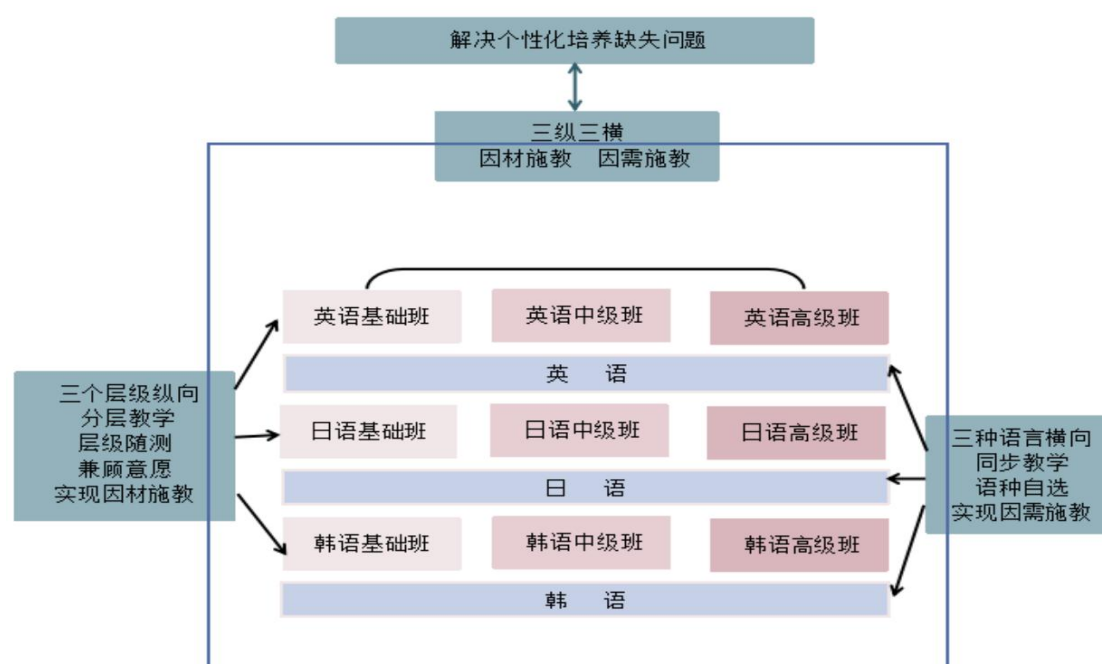 解决个性化培养缺失问题
三纵三横
因材施教 因需施教
英语基础班 英语中级班 英语高级班
英 语
三个层级纵向
分层教学
层级随测
兼顾意愿
实现因材施教
日语基础班 日语中级班 日语高级班
日 语
三种语言横向
同步教学
语种自选
实现因需施教
韩语基础班 韩语中级班 韩语高级班
韩 语